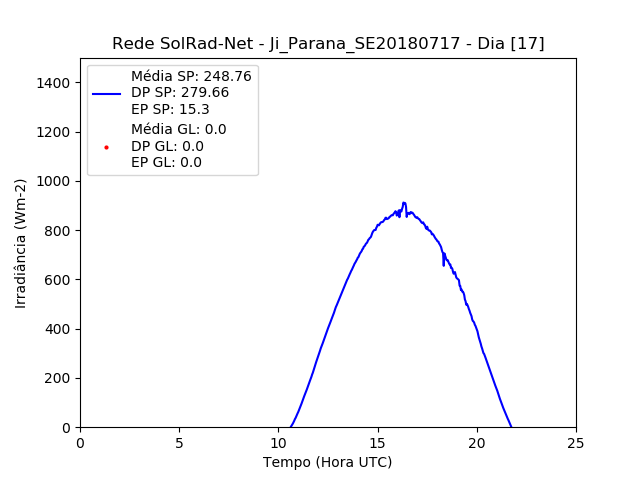 Rede SolRad-Net - Ji_Parana_SE20180717 - Dia [17]
Média SP: 248.76
DP SP: 279.66
EP SP: 15.3
Média GL: 0.0
DP GL: 0.0
EP GL: 0.0
1400
1200
1000
800
600
400
200
0
Irradiância (Wm-2)
0 5 10 15 20 25
Tempo (Hora UTC)